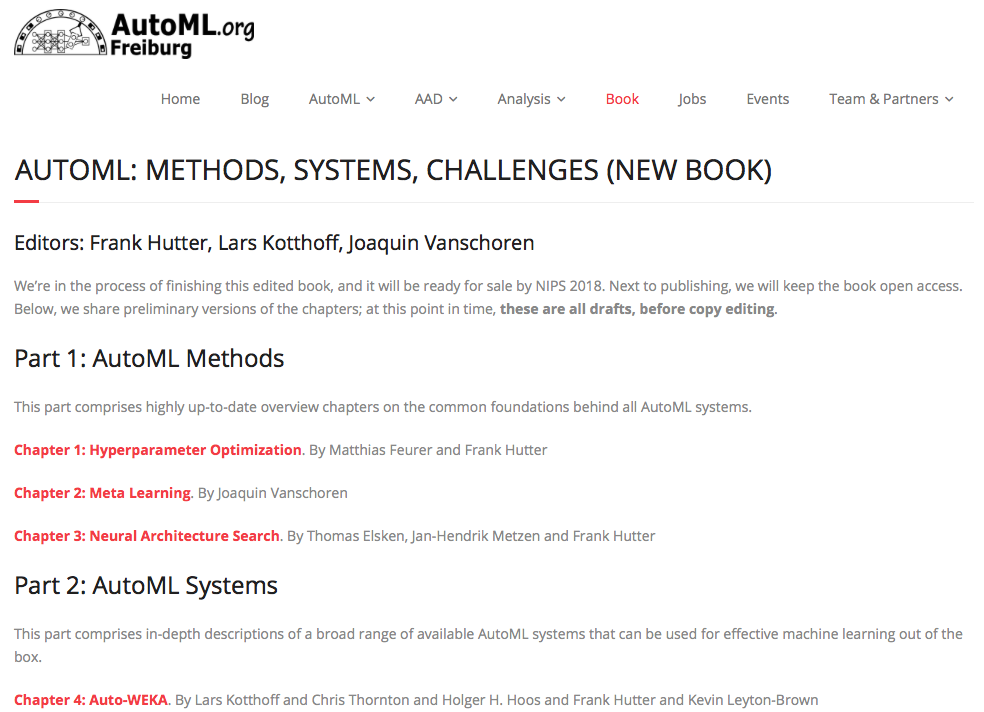 AutoML.org
Freiburg
Home Blog AutoML AAD Analysis Book Jobs Events Team & Partners
AUTOML: METHODS, SYSTEMS, CHALLENGES (NEW BOOK)
Editors: Frank Hutter, Lars Kotthoff, Joaquin Vanschoren
We're in the process of finishing this edited book, and it will be ready for sale by NIPS 2018. Next to publishing, we will keep the book open access.
Below, we share preliminary versions of the chapters; at this point in time, these are all drafts, before copy editing.
Part 1: AutoML Methods
This part comprises highly up-to-date overview chapters on the common foundations behind all AutoML systems.
Chapter 1: Hyperparameter Optimization. By Matthias Feurer and Frank Hutter
Chapter 2: Meta Learning. By Joaquin Vanschoren
Chapter 3: Neural Architecture Search. By Thomas Elsken, Jan-Hendrik Metzen and Frank Hutter
Part 2: AutoML Systems
This part comprises in-depth descriptions of a broad range of available AutoML systems that can be used for effective machine learning out of the
box.
Chapter 4: Auto-WEKA. By Lars Kotthoff and Chris Thornton and Holger H. Hoos and Frank Hutter and Kevin Leyton-Brown